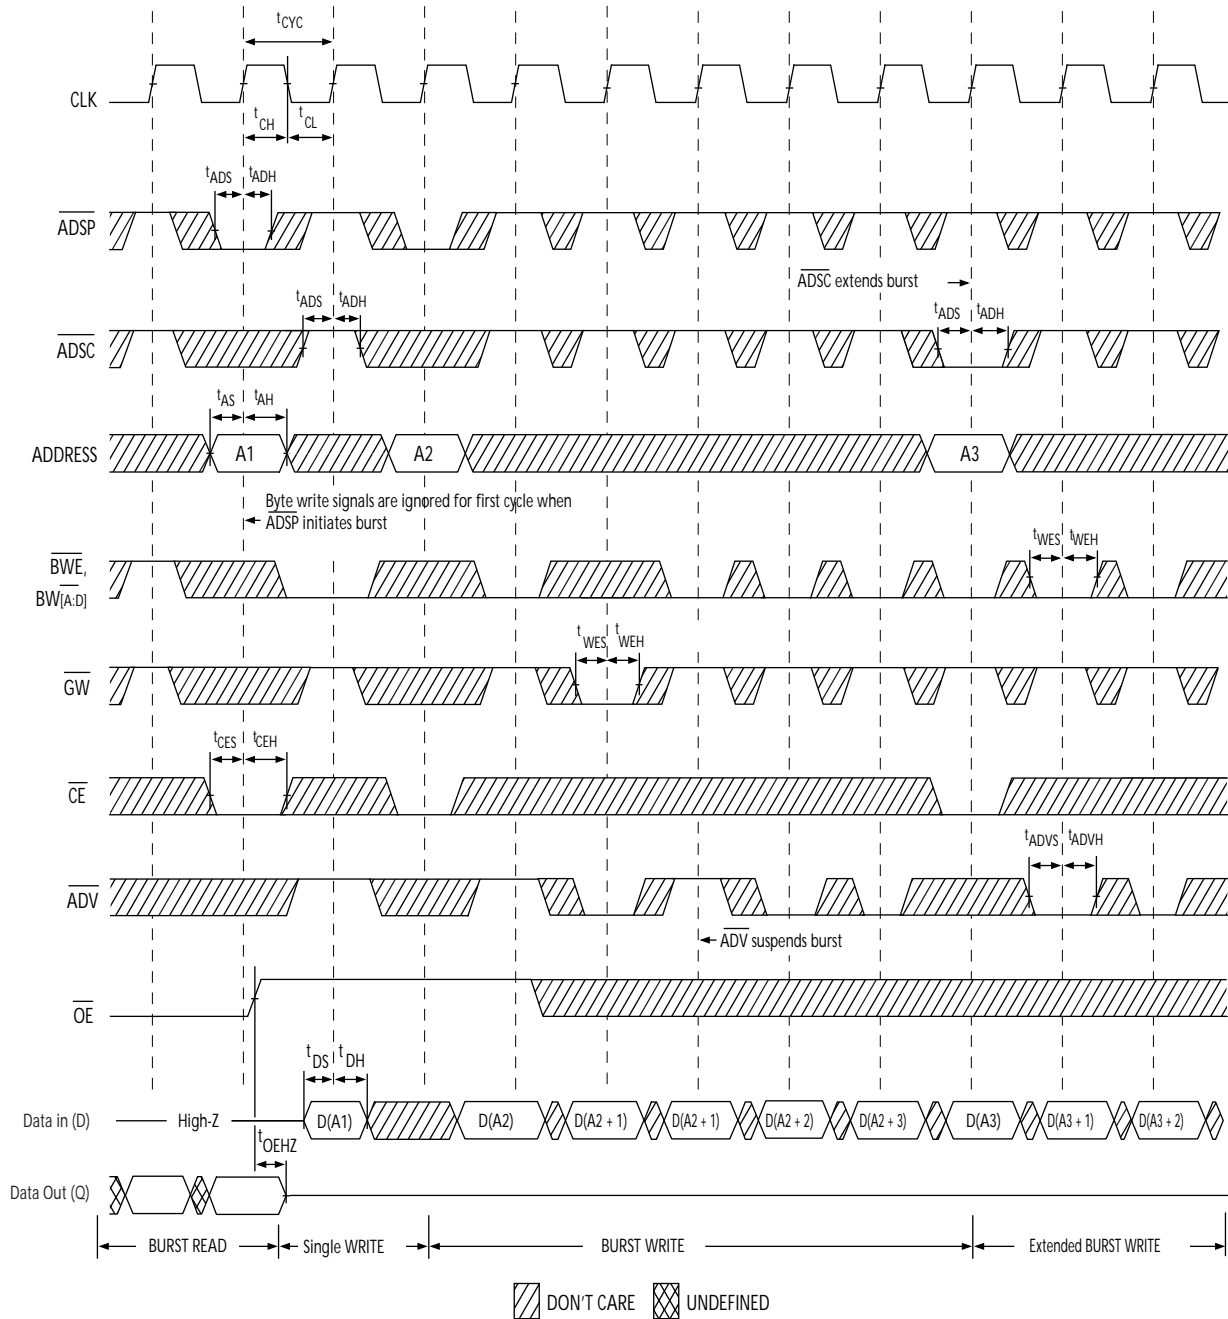 tCYC
CLK
tCH
tCL
tADS tADH
ADSP
ADSC extends burst
tADS tADH
tADS tADH
ADSC
tAS tAH
ADDRESS A1 A2 A3
Byte write signals are ignored for first cycle when
ADSP initiates burst
tWES tWEH
BWE,
BW[A:D]
tWES tWEH
GW
tCES tCEH
CE
tADVS tADVH
ADV
ADV suspends burst
OE
tDS tDH
Data in (D) High-Z D(A1) D(A2) D(A2 + 1) D(A2 + 1) D(A2 + 2) D(A2 + 3) D(A3) D(A3 + 1) D(A3 + 2)
tOEHZ
Data Out (Q)
BURST READ Single WRITE BURST WRITE Extended BURST WRITE
DON'T CARE UNDEFINED